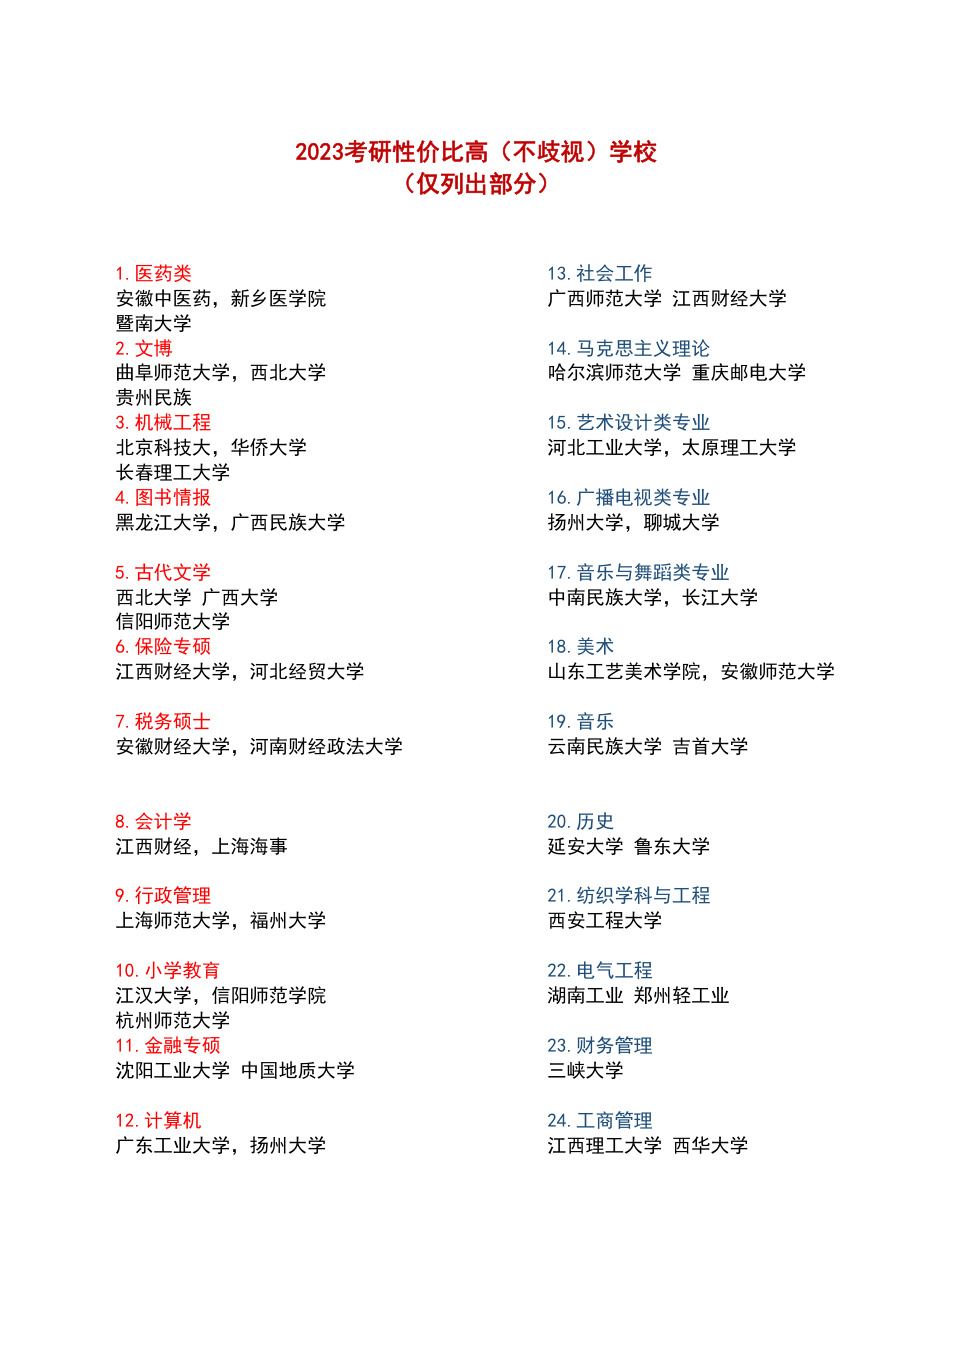 2023考研性价比高（不歧视）学校
（仅列出部分）
1.医药类
安徽中医药，新乡医学院
暨南大学
2.文博
曲阜师范大学，西北大学
贵州民族
3.机械工程
北京科技大，华侨大学
长春理工大学
4.图书情报
黑龙江大学，广西民族大学
5.古代文学
西北大学 广西大学
信阳师范大学
6.保险专硕
江西财经大学，河北经贸大学
7.税务硕士
安徽财经大学，河南财经政法大学
8.会计学
江西财经，上海海事
9.行政管理
上海师范大学，福州大学
10.小学教育
江汉大学，信阳师范学院
杭州师范大学
11.金融专硕
沈阳工业大学 中国地质大学
12.计算机
广东工业大学，扬州大学
13.社会工作
广西师范大学 江西财经大学
14.马克思主义理论
哈尔滨师范大学 重庆邮电大学
15.艺术设计类专业
河北工业大学，太原理工大学
16.广播电视类专业
扬州大学，聊城大学
17.音乐与舞蹈类专业
中南民族大学，长江大学
18.美术
山东工艺美术学院，安徽师范大学
19.音乐
云南民族大学 吉首大学
20.历史
延安大学 鲁东大学
21.纺织学科与工程
西安工程大学
22.电气工程
湖南工业 郑州轻工业
23.财务管理
三峡大学
24.工商管理
江西理工大学 西华大学